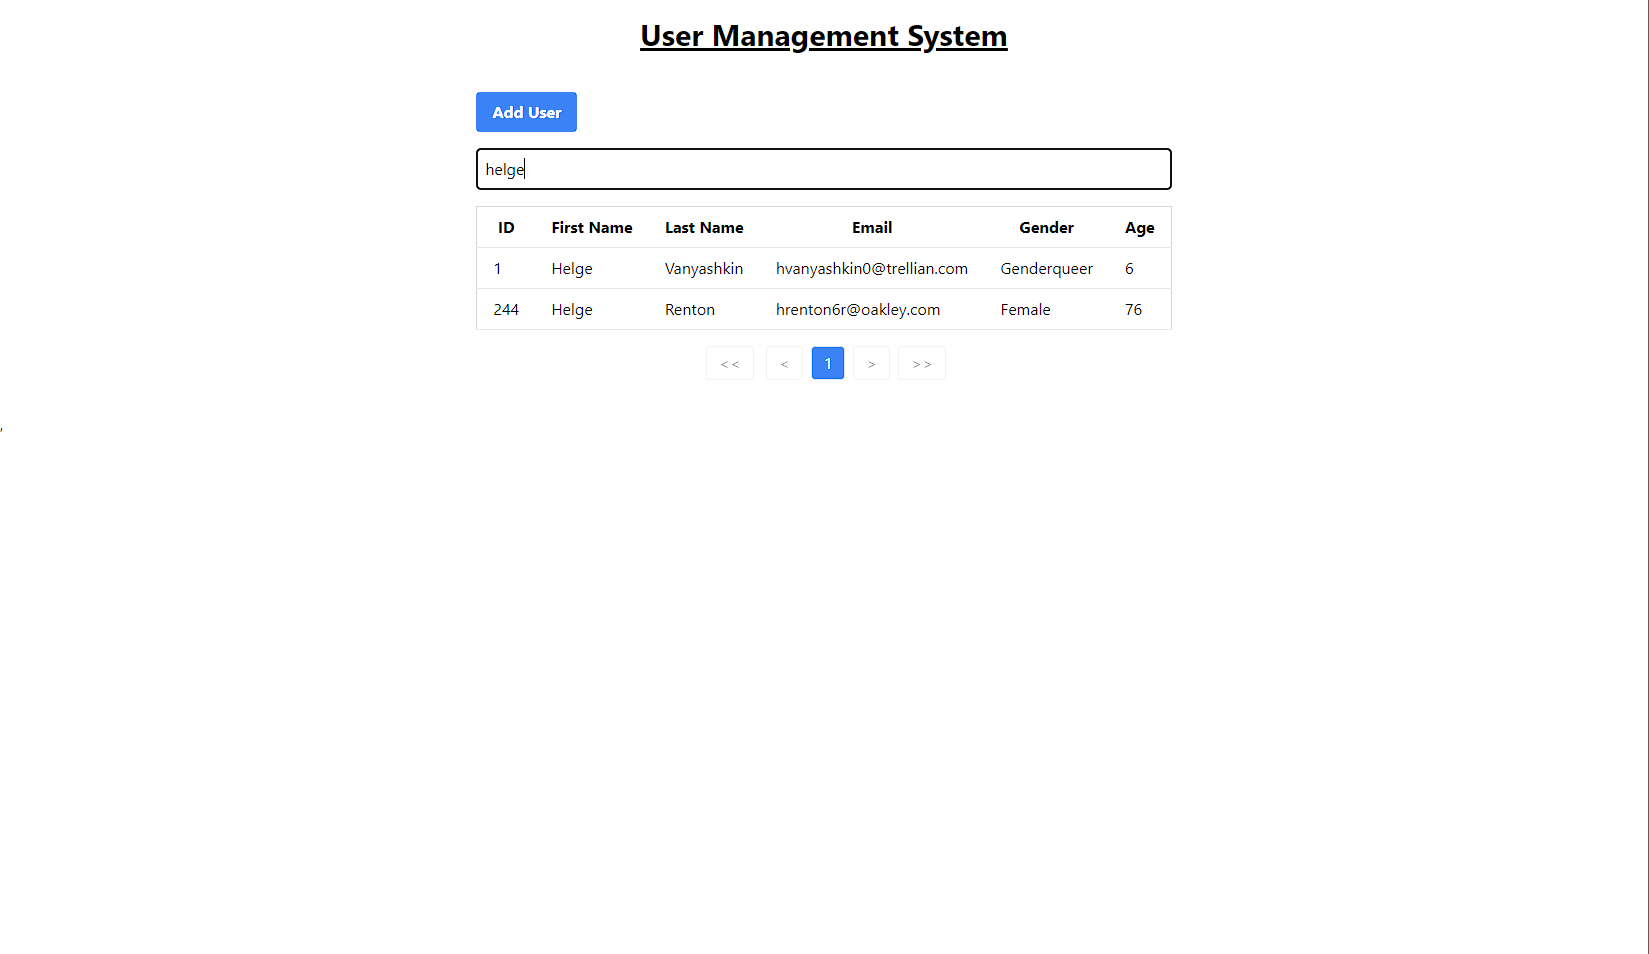 User Management System
Add User
helge
ID First Name Last Name Email Gender Age
1 Helge Vanyashkin hvanyashkin0@trellian.com Genderqueer 6
244 Helge Renton hrenton6r@oakley.com Female 76
<< < 1 > >>
,